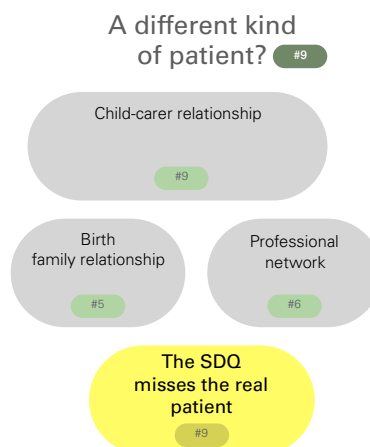 A different kind
of patient? #9
Child-carer relationship
#9
Birth
family relationship
#5
Professional
network
#6
The SDQ
misses the real
patient
#9